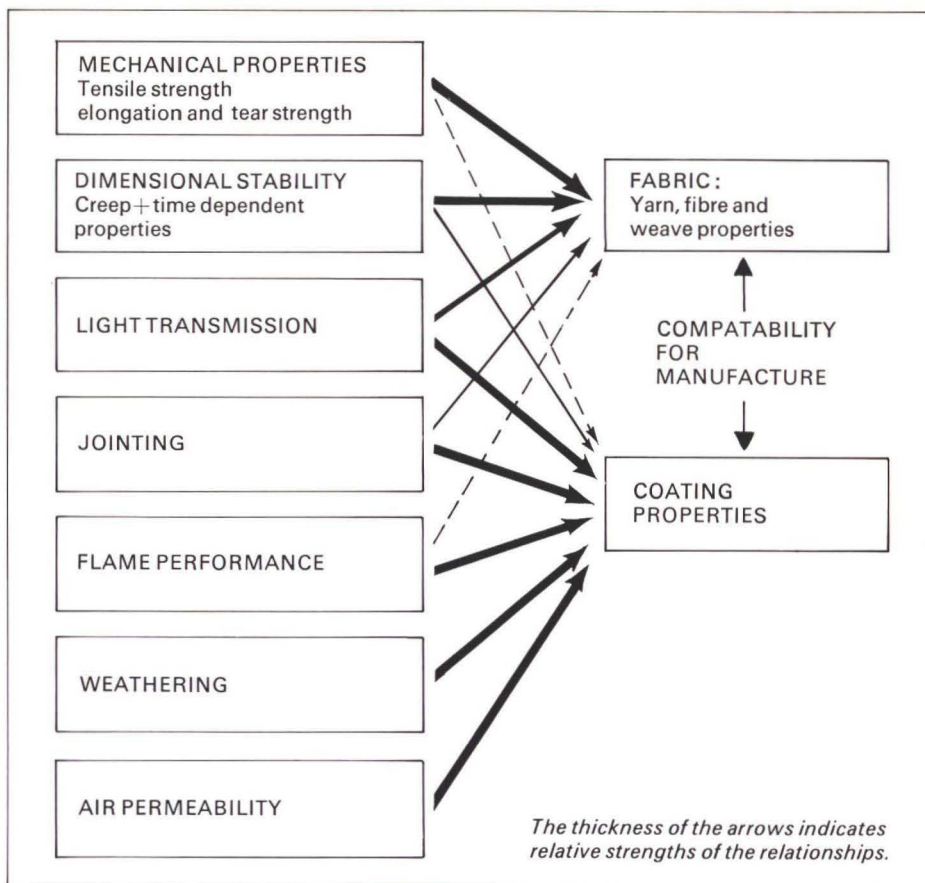 MECHANICAL PROPERTIES
Tensile strength
elongation and tear strength
DIMENSIONAL STABILITY
Creep+time dependent
properties
LIGHT TRANSMISSION
JOINTING
FLAME PERFORMANCE
WEATHERING
AIR PERMEABILITY
FABRIC:
Yarn, fibre and
weave properties
COMPATABILITY
FOR
MANUFACTURE
COATING
PROPERTIES
The thickness of the arrows indicates
relative strengths of the relationships.